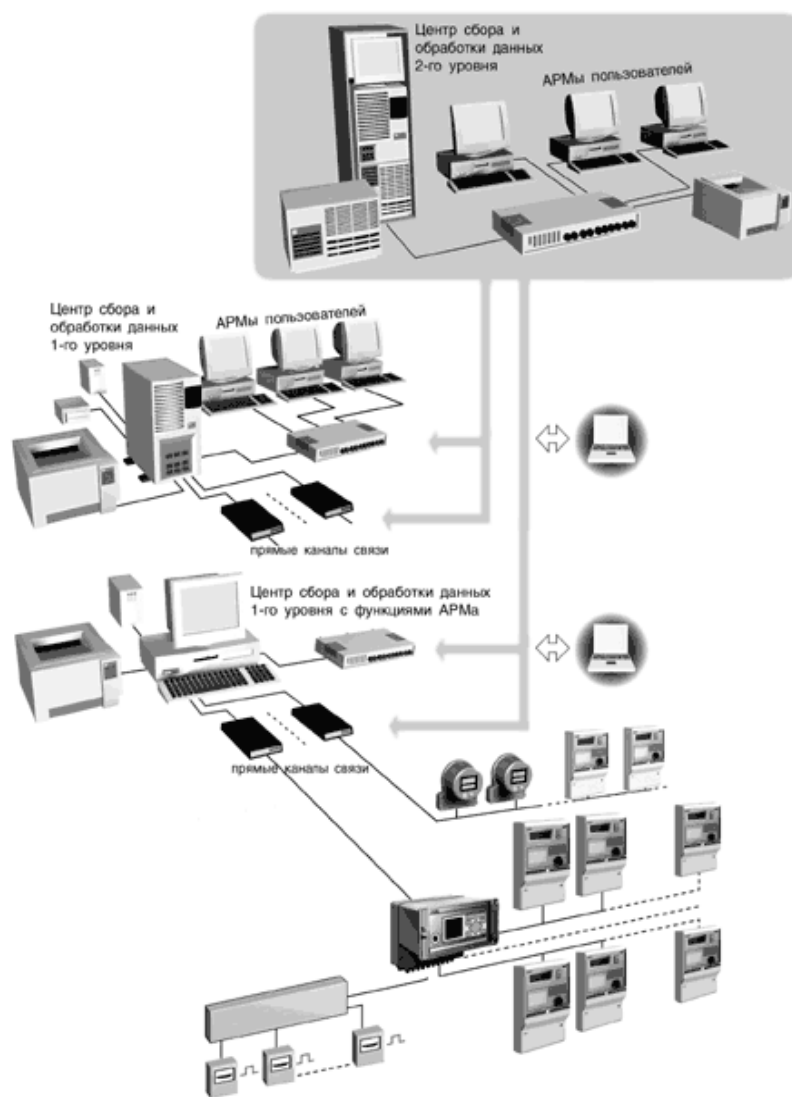 Центр сбора и
обработки данных
2-го уровня
АРМы пользователей
Центр сбора и
обработки данных
1-го уровня
АРМы пользователей
прямые каналы связи
Центр сбора и обработки данных
1-го уровня с функциями АРМа
прямые каналы связи